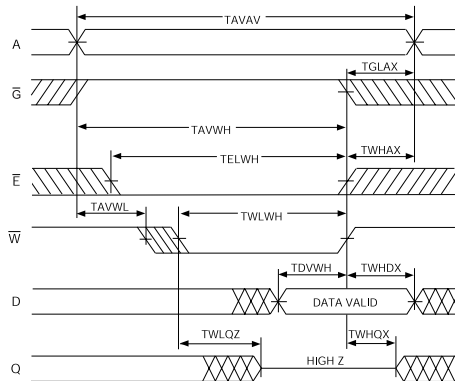 TAVAV
A
TGLAX
G̅
TAVWH
TELWH
TWHAX
E̅
TAVWL
TWLWH
W̅
TDVWH
TWHDX
D
DATA VALID
TWLQZ
TWHQX
Q
HIGH Z